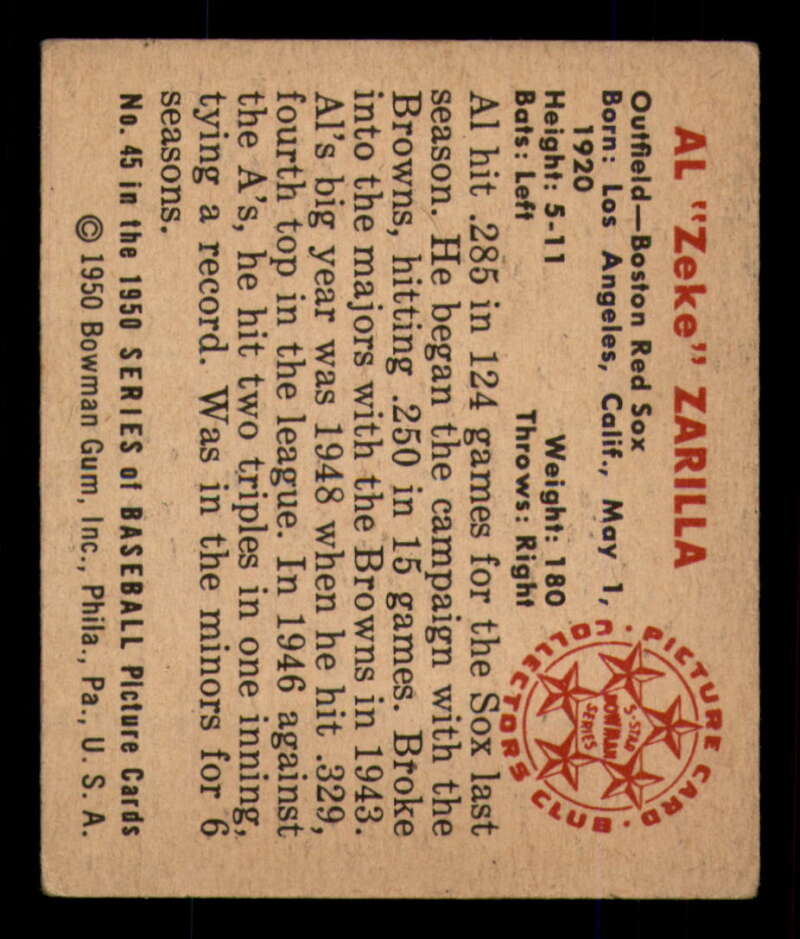 AL "Zeke" ZARILLA
Outfield—Boston Red Sox
Born: Los Angeles, Calif., May 1,
1920
Height: 5-11 Weight: 180
Bats: Left Throws: Right
Al hit .285 in 124 games for the Sox last
season. He began the campaign with the
Browns, hitting .250 in 15 games. Broke
into the majors with the Browns in 1943.
Al's big year was 1948 when he hit .329,
fourth top in the league. In 1946 against
the A's, he hit two triples in one inning,
tying a record. Was in the minors for 6
seasons.
No. 45 in the 1950 SERIES of BASEBALL Picture Cards
© 1950 Bowman Gum, Inc., Phila., Pa., U. S. A.
PICTURE CARD COLLECTORS CLUB
5-STAR
BOWMAN
SERIES